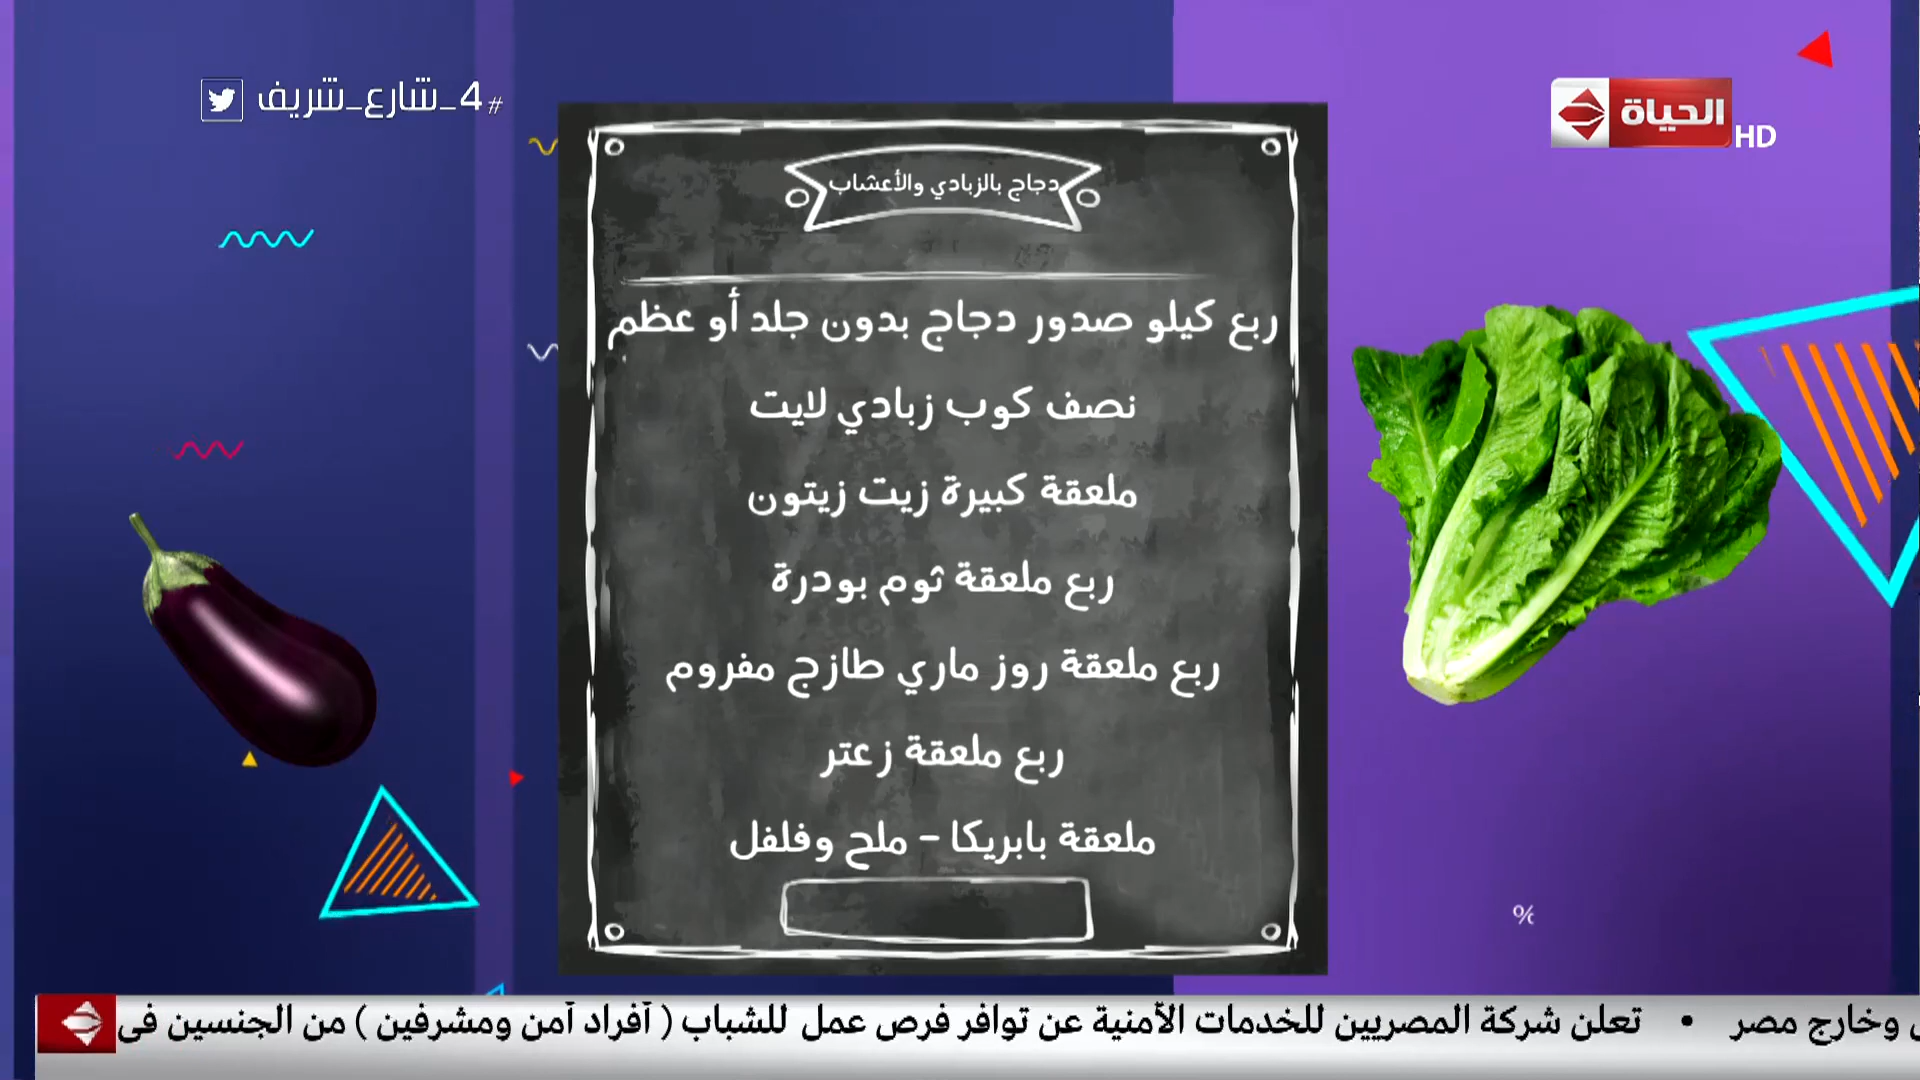 #4_شارع_شريف
الحياة
HD
دجاج بالزبادي والأعشاب
ربع كيلو صدور دجاج بدون جلد أو عظم
نصف كوب زبادي لايت
ملعقة كبيرة زيت زيتون
ربع ملعقة ثوم بودرة
ربع ملعقة روز ماري طازج مفروم
ربع ملعقة زعتر
ملعقة بابريكا - ملح وفلفل
%
وخارج مصر • تعلن شركة المصريين للخدمات الأمنية عن توافر فرص عمل للشباب ( أفراد أمن ومشرفين ) من الجنسين فى